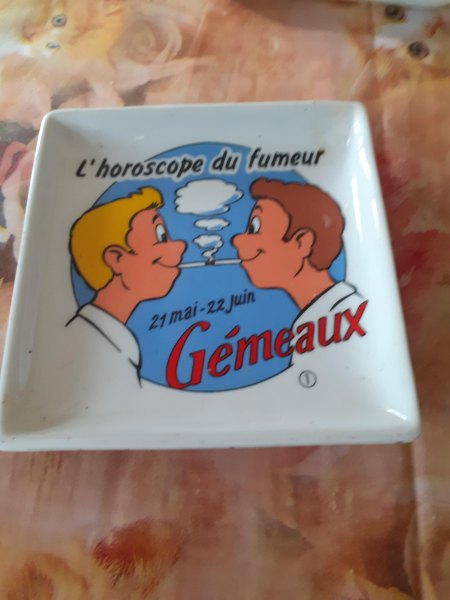 L'horoscope du fumeur
21 mai-22 juin
Gémeaux
①